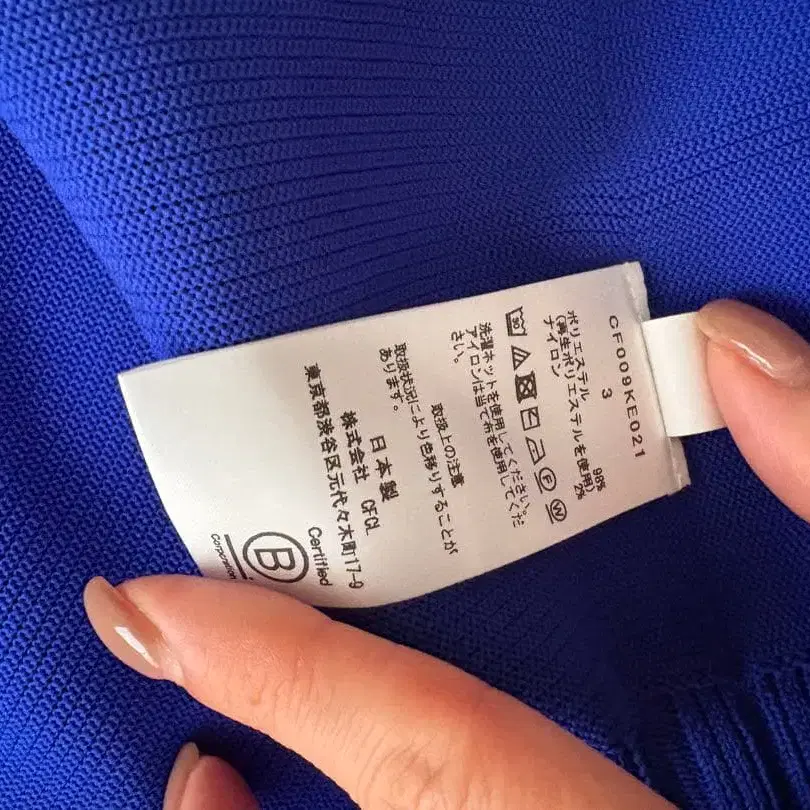 CF009KE021
3
ポリエステル 98%
(再生ポリエステルを使用)
ナイロン 2%
30
F
W
洗濯ネットを使用してください。
アイロンは当て布を使用してくだ
さい。
取扱上の注意
取扱状況により色移りすることが
あります。
日本製
株式会社 CFCL
東京都渋谷区元代々木町17-9
Certified
B
Corporation